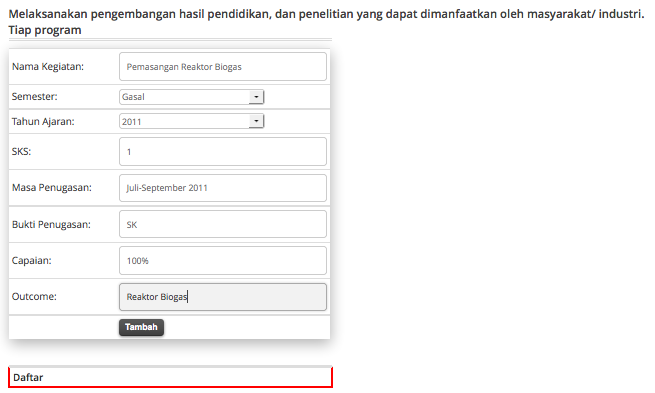 Melaksanakan pengembangan hasil pendidikan, dan penelitian yang dapat dimanfaatkan oleh masyarakat/ industri.
Tiap program
Nama Kegiatan: Pemasangan Reaktor Biogas
Semester: Gasal
Tahun Ajaran: 2011
SKS: 1
Masa Penugasan: Juli-September 2011
Bukti Penugasan: SK
Capaian: 100%
Outcome: Reaktor Biogas
Tambah
Daftar